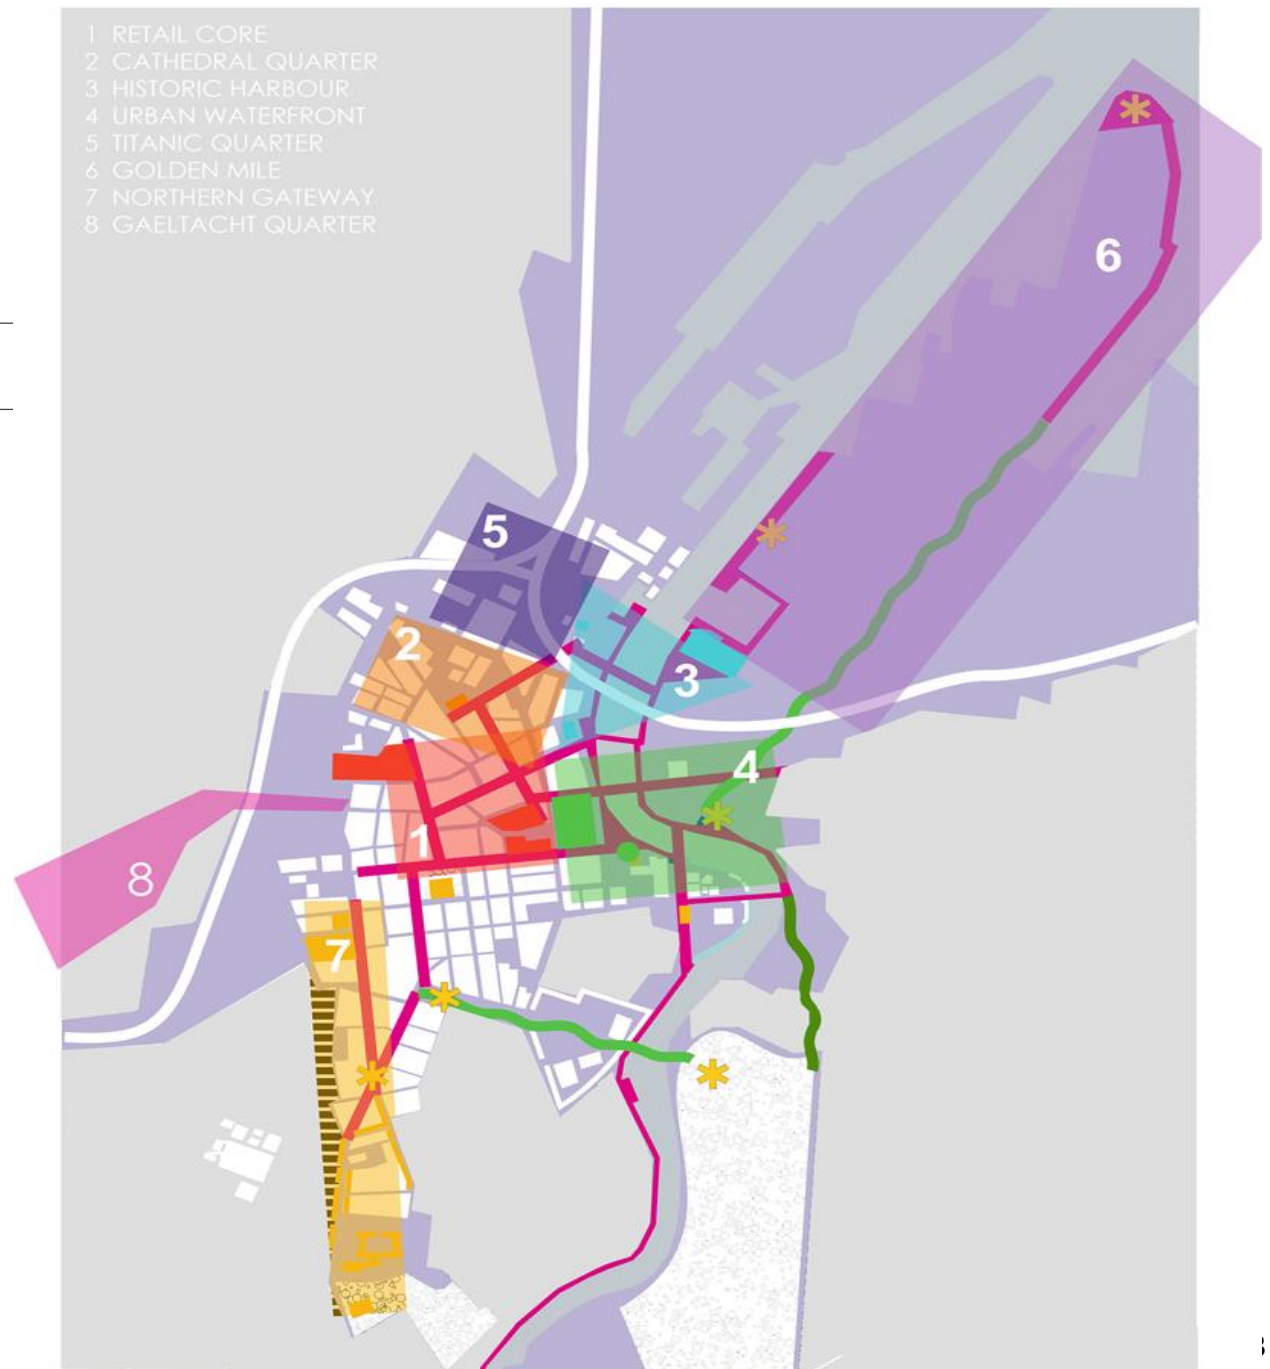 1 RETAIL CORE
2 CATHEDRAL QUARTER
3 HISTORIC HARBOUR
4 URBAN WATERFRONT
5 TITANIC QUARTER
6 GOLDEN MILE
7 NORTHERN GATEWAY
8 GAELTACHT QUARTER
6
5
2
3
4
1
8
7